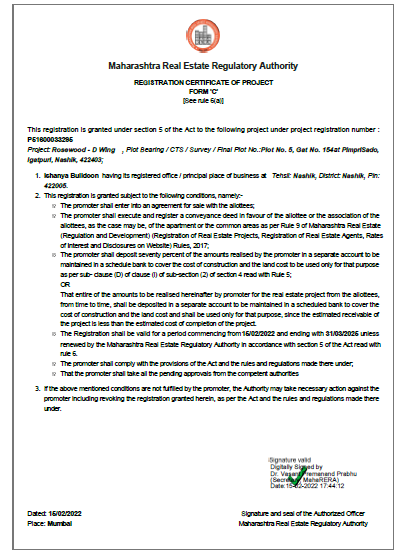 Maharashtra Real Estate Regulatory Authority
REGISTRATION CERTIFICATE OF PROJECT
FORM 'C'
[See rule 6(a)]
This registration is granted under section 5 of the Act to the following project under project registration number :
P51600033295
Project: Rosewood - D Wing , Plot Bearing / CTS / Survey / Final Plot No.:Plot No. 5, Gat No. 154at PimpriSado,
Igatpuri, Nashik, 422403;
1. Ishanya Buildoon having its registered office / principal place of business at Tehsil: Nashik, District: Nashik, Pin:
422005.
2. This registration is granted subject to the following conditions, namely:-
The promoter shall enter into an agreement for sale with the allottees;
The promoter shall execute and register a conveyance deed in favour of the allottee or the association of the
allottees, as the case may be, of the apartment or the common areas as per Rule 9 of Maharashtra Real Estate
(Regulation and Development) (Registration of Real Estate Projects, Registration of Real Estate Agents, Rates
of Interest and Disclosures on Website) Rules, 2017;
The promoter shall deposit seventy percent of the amounts realised by the promoter in a separate account to be
maintained in a schedule bank to cover the cost of construction and the land cost to be used only for that purpose
as per sub- clause (D) of clause (l) of sub-section (2) of section 4 read with Rule 5;
OR
That entire of the amounts to be realised hereinafter by promoter for the real estate project from the allottees,
from time to time, shall be deposited in a separate account to be maintained in a scheduled bank to cover the
cost of construction and the land cost and shall be used only for that purpose, since the estimated receivable of
the project is less than the estimated cost of completion of the project.
The Registration shall be valid for a period commencing from 15/02/2022 and ending with 31/03/2025 unless
renewed by the Maharashtra Real Estate Regulatory Authority in accordance with section 5 of the Act read with
rule 6.
The promoter shall comply with the provisions of the Act and the rules and regulations made there under;
That the promoter shall take all the pending approvals from the competent authorities
3. If the above mentioned conditions are not fulfilled by the promoter, the Authority may take necessary action against the
promoter including revoking the registration granted herein, as per the Act and the rules and regulations made there
under.
Signature valid
Digitally Signed by
Dr. Vasant Premanand Prabhu
(Secretary, MahaRERA)
Date:15-02-2022 17:44:12
Dated: 15/02/2022
Place: Mumbai
Signature and seal of the Authorized Officer
Maharashtra Real Estate Regulatory Authority